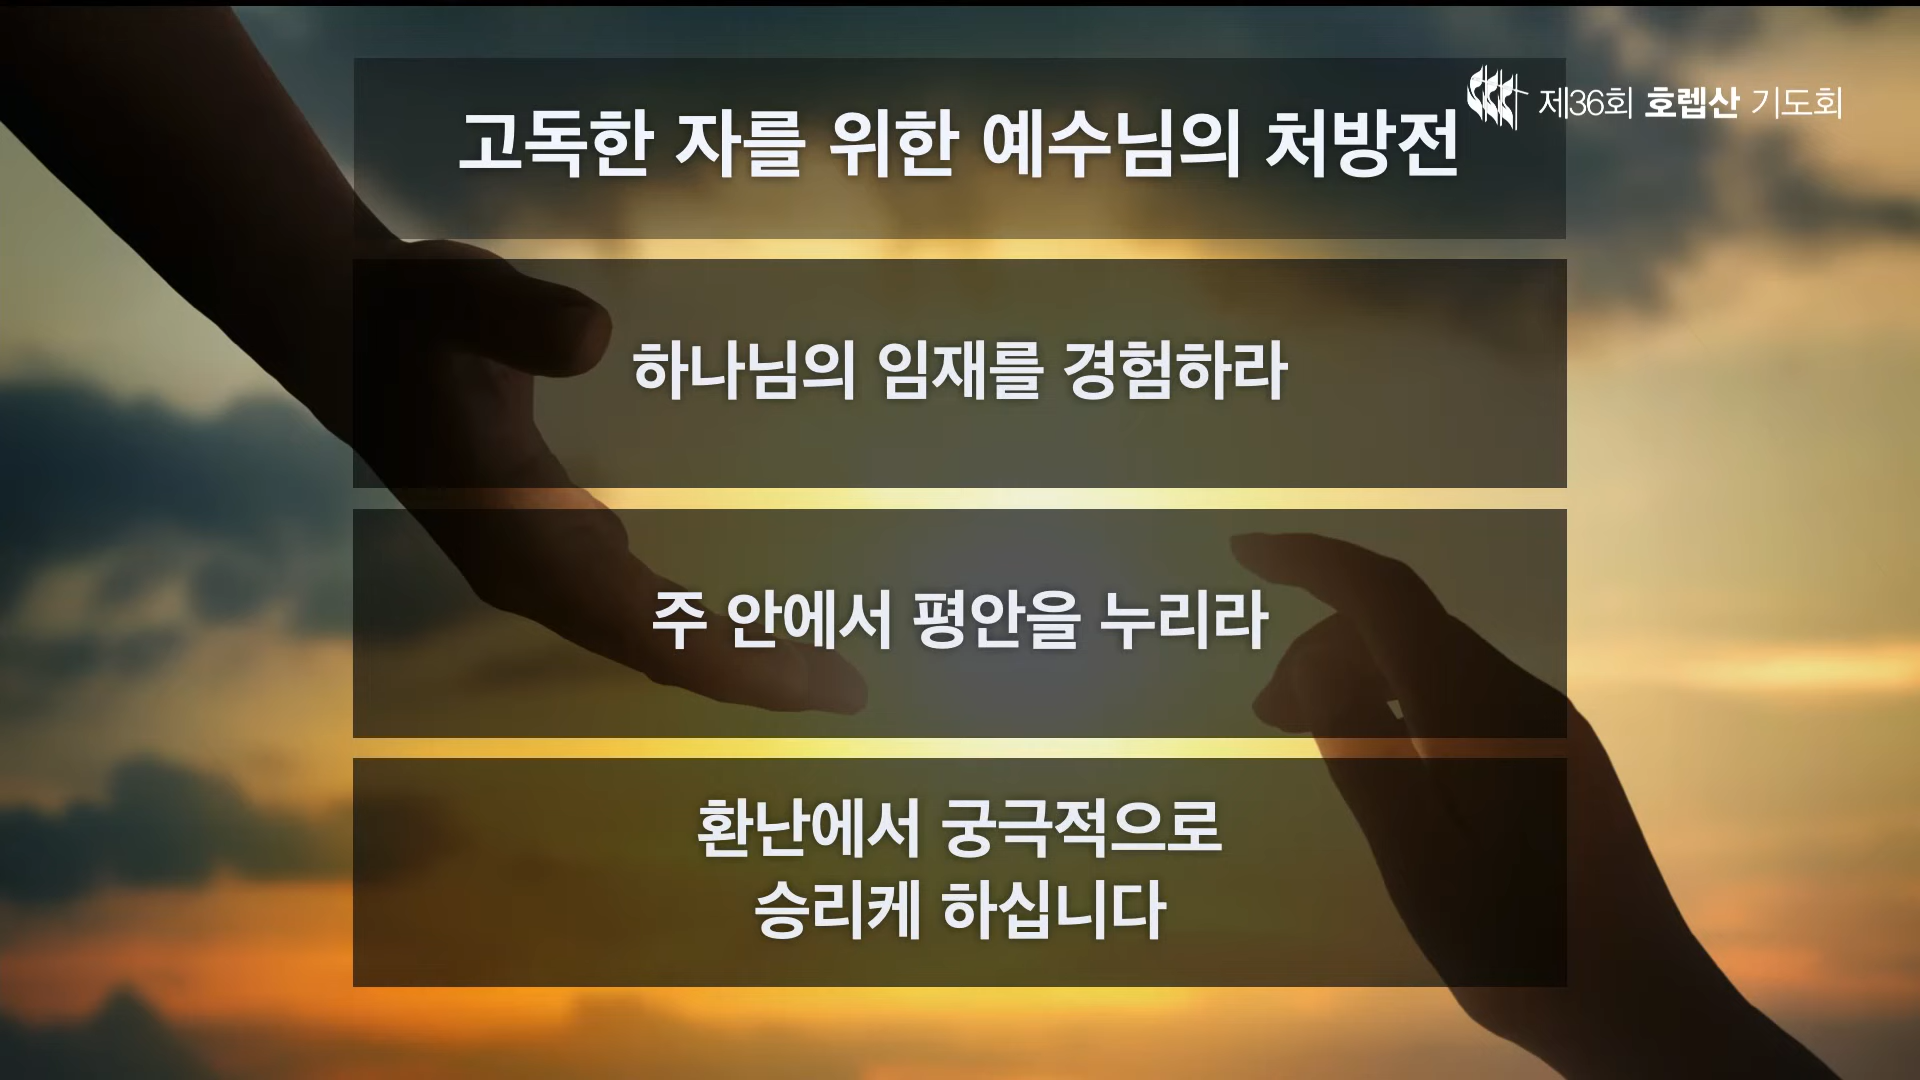 제36회 호렙산 기도회
고독한 자를 위한 예수님의 처방전
하나님의 임재를 경험하라
주 안에서 평안을 누리라
환난에서 궁극적으로
승리케 하십니다